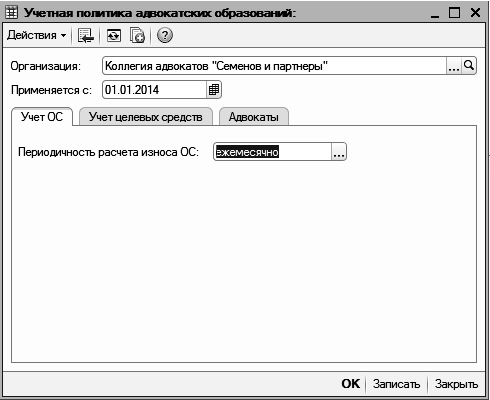 Учетная политика адвокатских образований:
Действия
Организация: Коллегия адвокатов "Семенов и партнеры" ...
Применяется с: 01.01.2014
Учет ОС Учет целевых средств Адвокаты
Периодичность расчета износа ОС: ежемесячно ...
OK Записать Закрыть